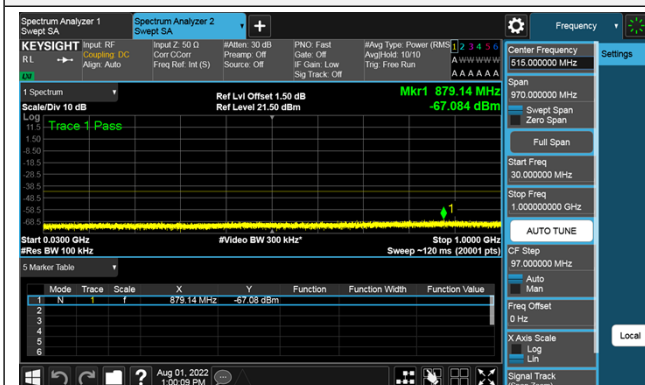 Spectrum Analyzer 1
Swept SA
Spectrum Analyzer 2
Swept SA
+
Frequency
KEYSIGHT
RL
Input: RF
Coupling: DC
Align: Auto
Input Z: 50 Ω
Corr CCorr
Freq Ref: Int (S)
#Atten: 30 dB
Preamp: Off
Source: Off
PNO: Fast
Gate: Off
IF Gain: Low
Sig Track: Off
#Avg Type: Power (RMS
Avg|Hold: 10/10
Trig: Free Run
1 2 3 4 5 6
A W W W W W
A A A A A A
1 Spectrum
Scale/Div 10 dB
Ref Lvl Offset 1.50 dB
Ref Level 21.50 dBm
Mkr1 879.14 MHz
-67.084 dBm
Log
Trace 1 Pass
11.5
1.50
-8.50
-18.5
-28.5
-38.5
-48.5
-58.5
-68.5
1
Start 0.0300 GHz
#Res BW 100 kHz
#Video BW 300 kHz*
Stop 1.0000 GHz
Sweep ~120 ms (20001 pts)
5 Marker Table
Mode Trace Scale X Y Function Function Width Function Value
1 N 1 f 879.14 MHz -67.08 dBm
2
3
4
5
6
Aug 01, 2022
1:00:09 PM
Center Frequency
515.000000 MHz
Settings
Span
970.000000 MHz
Swept Span
Zero Span
Full Span
Start Freq
30.000000 MHz
Stop Freq
1.000000000 GHz
AUTO TUNE
CF Step
97.000000 MHz
Auto
Man
Freq Offset
0 Hz
X Axis Scale
Log
Lin
Local
Signal Track
(Span Zoom)